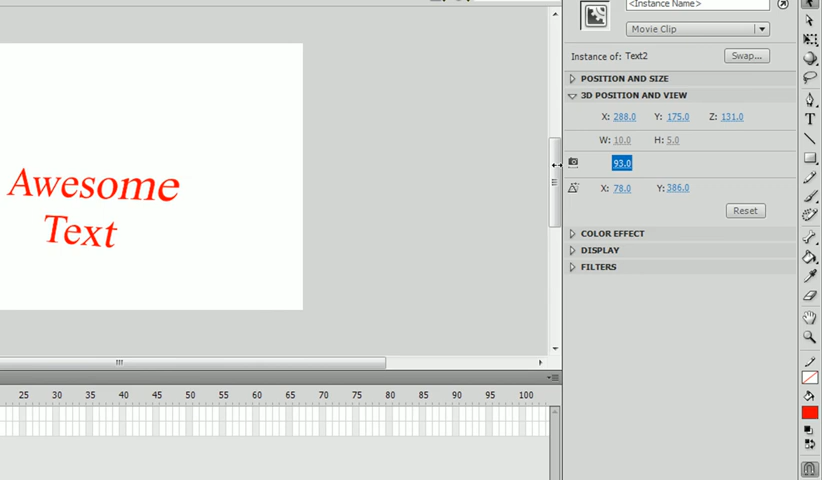 <Instance Name>
Movie Clip
Instance of: Text2
Swap...
POSITION AND SIZE
3D POSITION AND VIEW
X: 288.0 Y: 175.0 Z: 131.0
W: 10.0 H: 5.0
93.0
X: 78.0 Y: 386.0
Reset
COLOR EFFECT
DISPLAY
FILTERS
Awesome
Text
25 30 35 40 45 50 55 60 65 70 75 80 85 90 95 100
T